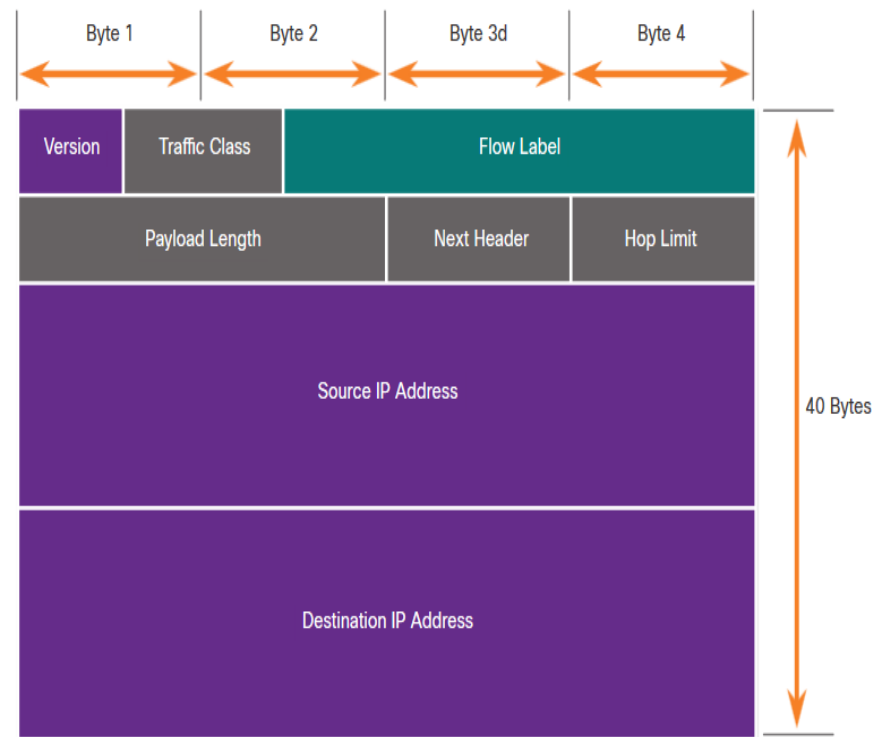 Byte 1
Byte 2
Byte 3d
Byte 4
Version
Traffic Class
Flow Label
Payload Length
Next Header
Hop Limit
Source IP Address
40 Bytes
Destination IP Address